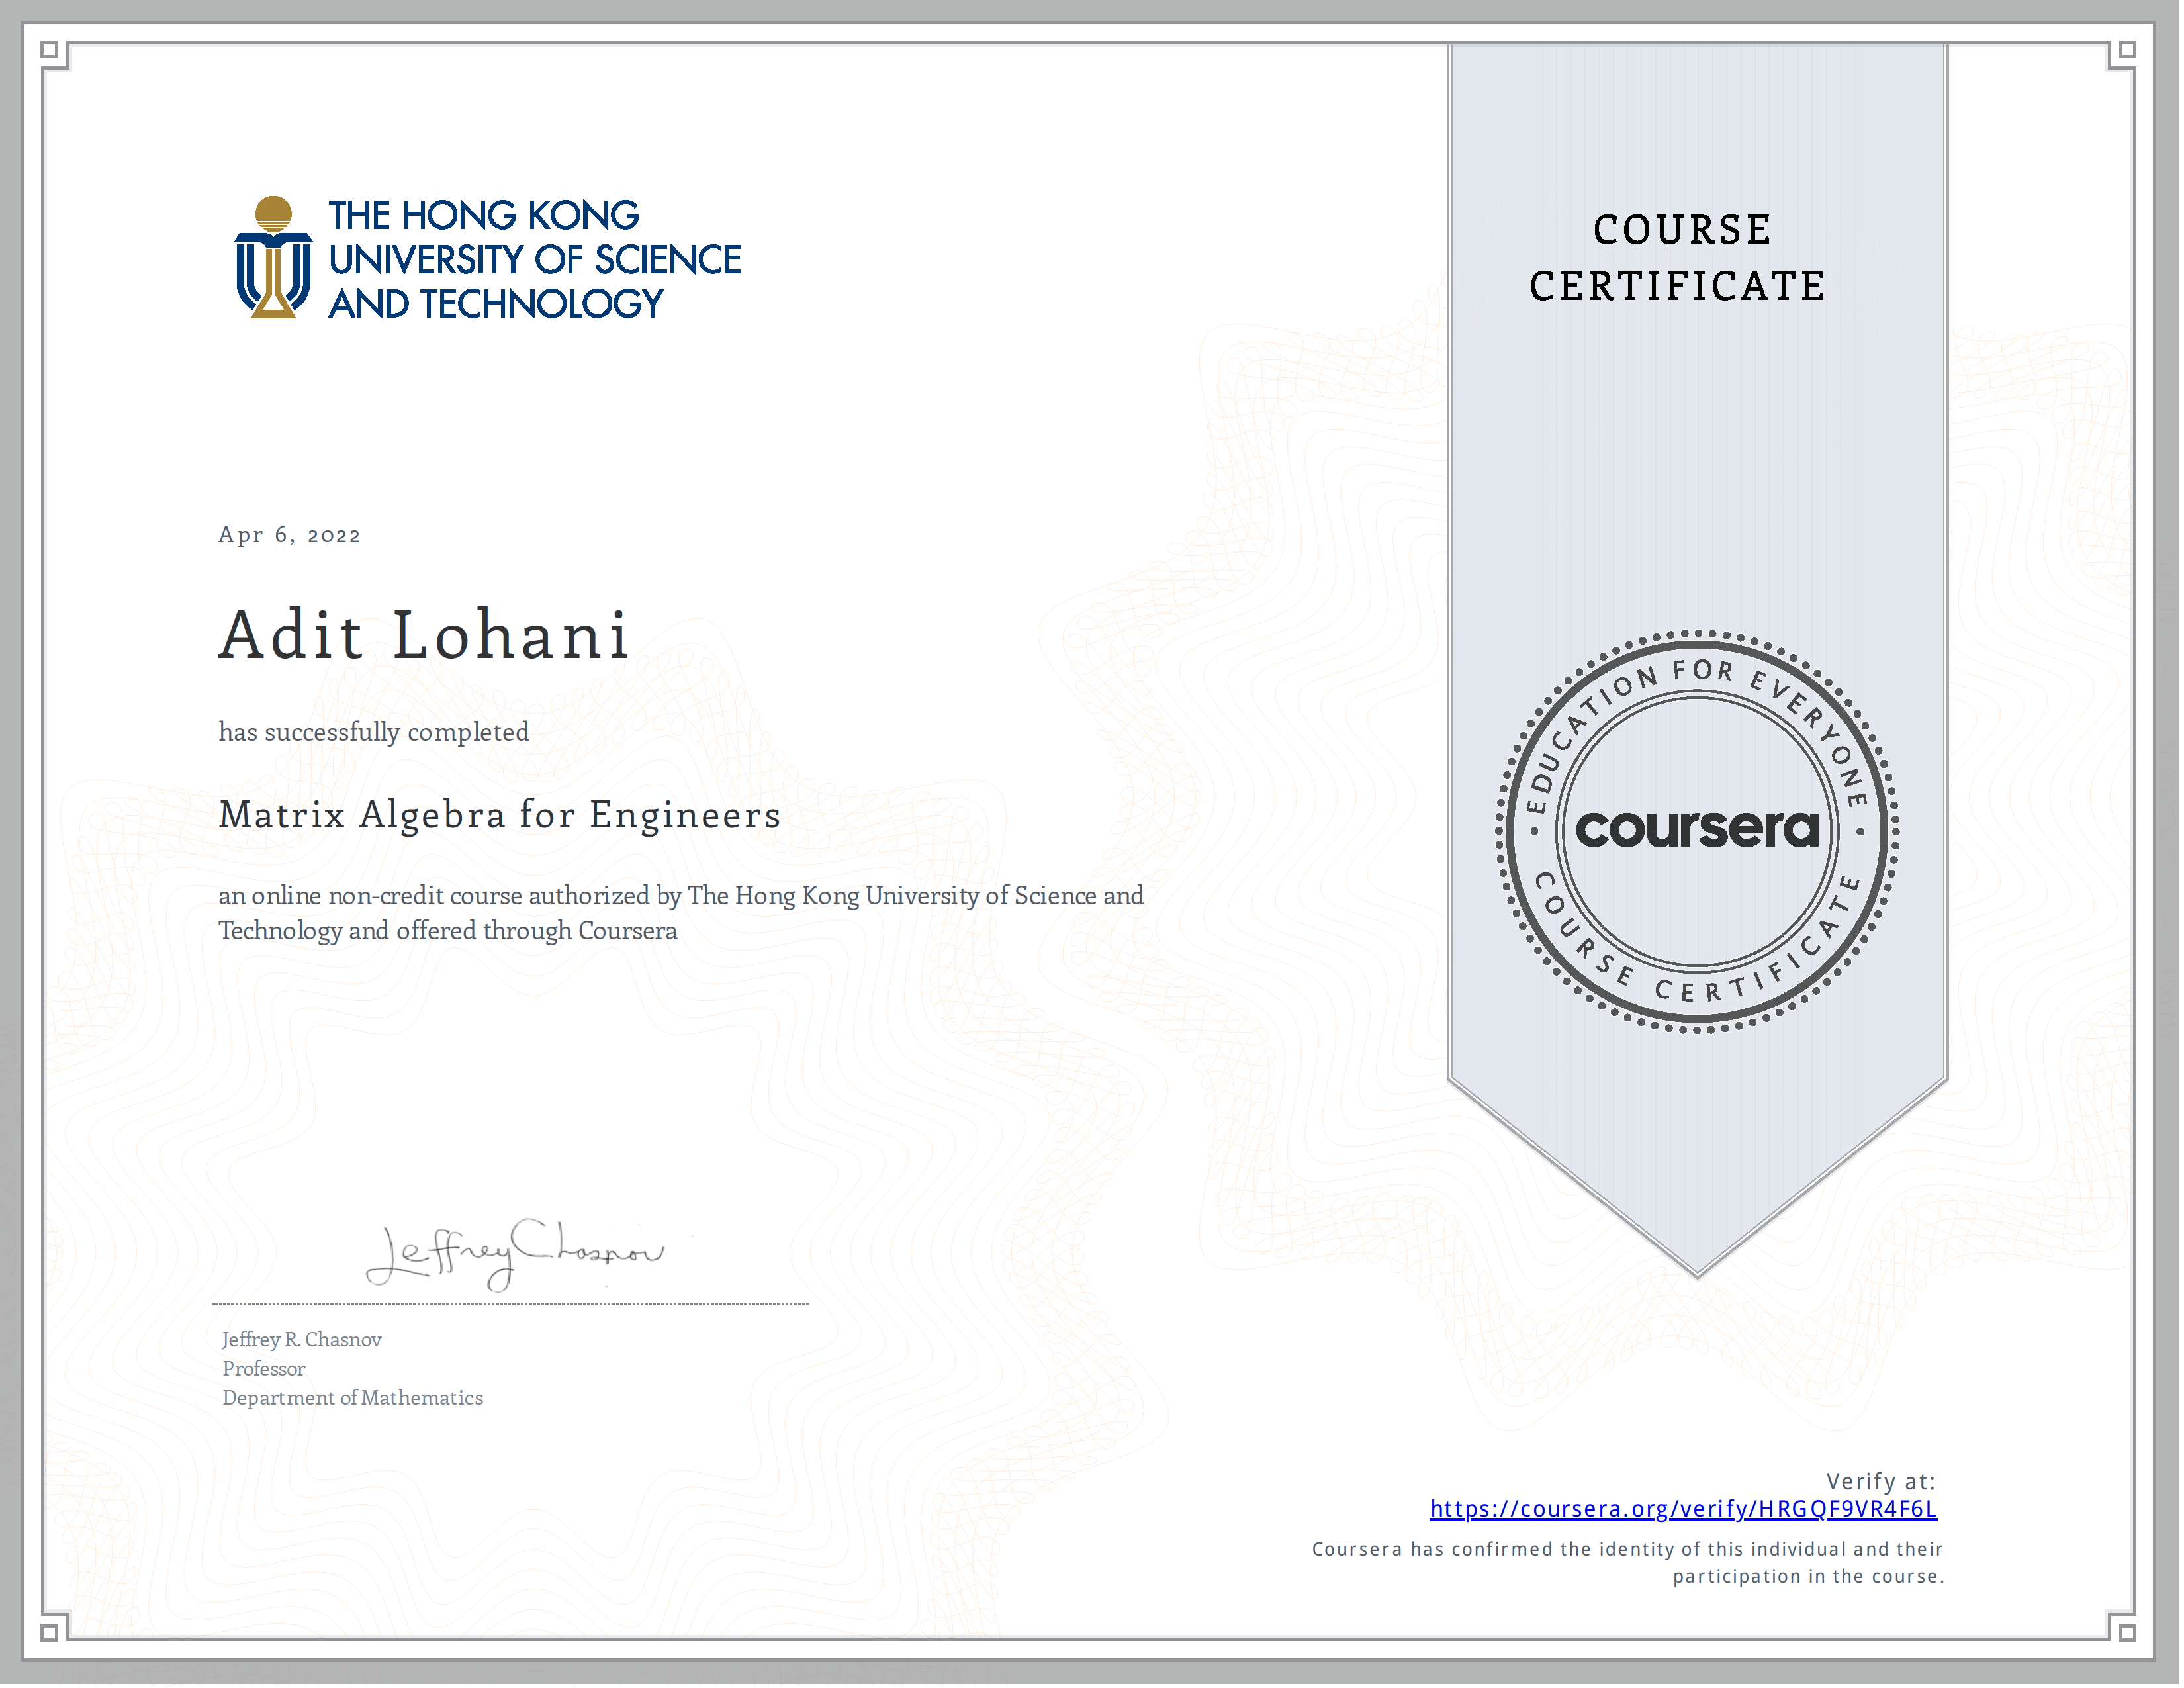 THE HONG KONG
UNIVERSITY OF SCIENCE
AND TECHNOLOGY
COURSE
CERTIFICATE
Apr 6, 2022
Adit Lohani
has successfully completed
Matrix Algebra for Engineers
an online non-credit course authorized by The Hong Kong University of Science and
Technology and offered through Coursera
EDUCATION FOR EVERYONE
coursera
COURSE CERTIFICATE
Jeffrey Chasnov
Jeffrey R. Chasnov
Professor
Department of Mathematics
Verify at:
https://coursera.org/verify/HRGQF9VR4F6L
Coursera has confirmed the identity of this individual and their
participation in the course.